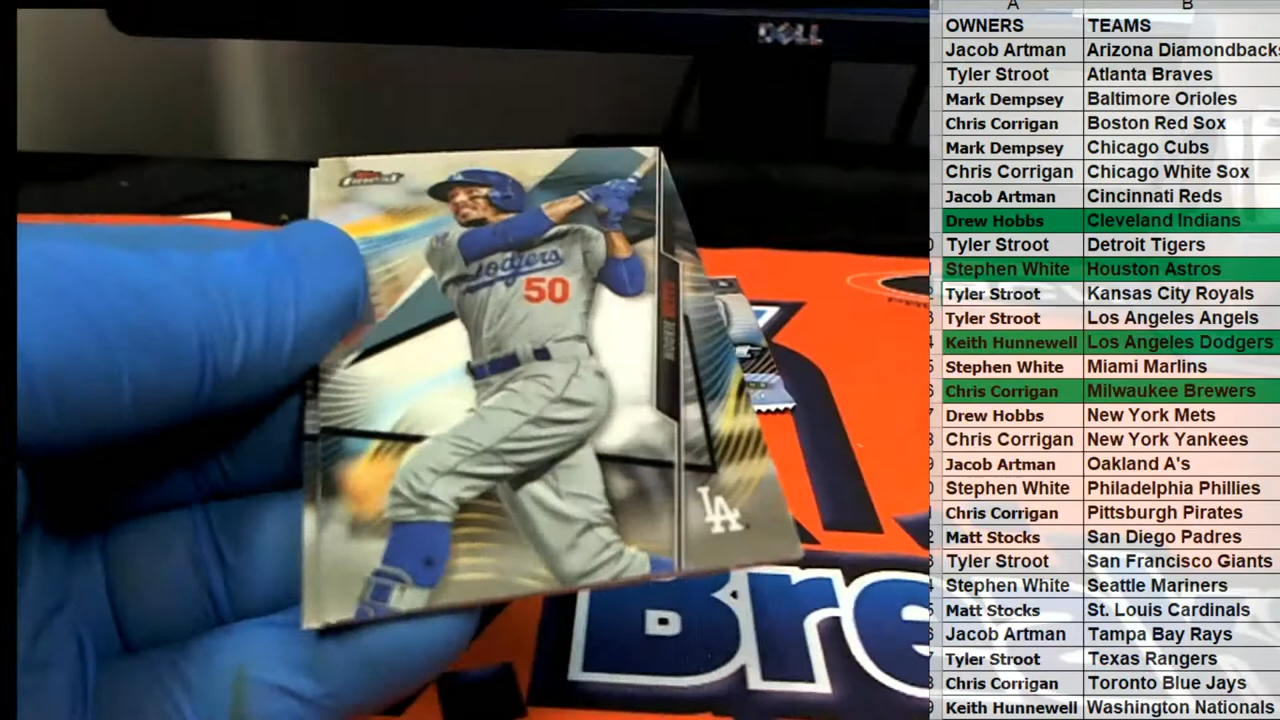 A B
OWNERS TEAMS
Jacob Artman Arizona Diamondbacks
Tyler Stroot Atlanta Braves
Mark Dempsey Baltimore Orioles
Chris Corrigan Boston Red Sox
Mark Dempsey Chicago Cubs
Chris Corrigan Chicago White Sox
Jacob Artman Cincinnati Reds
Drew Hobbs Cleveland Indians
Tyler Stroot Detroit Tigers
Stephen White Houston Astros
Tyler Stroot Kansas City Royals
Tyler Stroot Los Angeles Angels
Keith Hunnewell Los Angeles Dodgers
Stephen White Miami Marlins
Chris Corrigan Milwaukee Brewers
Drew Hobbs New York Mets
Chris Corrigan New York Yankees
Jacob Artman Oakland A's
Stephen White Philadelphia Phillies
Chris Corrigan Pittsburgh Pirates
Matt Stocks San Diego Padres
Tyler Stroot San Francisco Giants
Stephen White Seattle Mariners
Matt Stocks St. Louis Cardinals
Jacob Artman Tampa Bay Rays
Tyler Stroot Texas Rangers
Chris Corrigan Toronto Blue Jays
Keith Hunnewell Washington Nationals
DELL
Finest
Dodgers
50
MOOKIE BETTS
LA
Bre